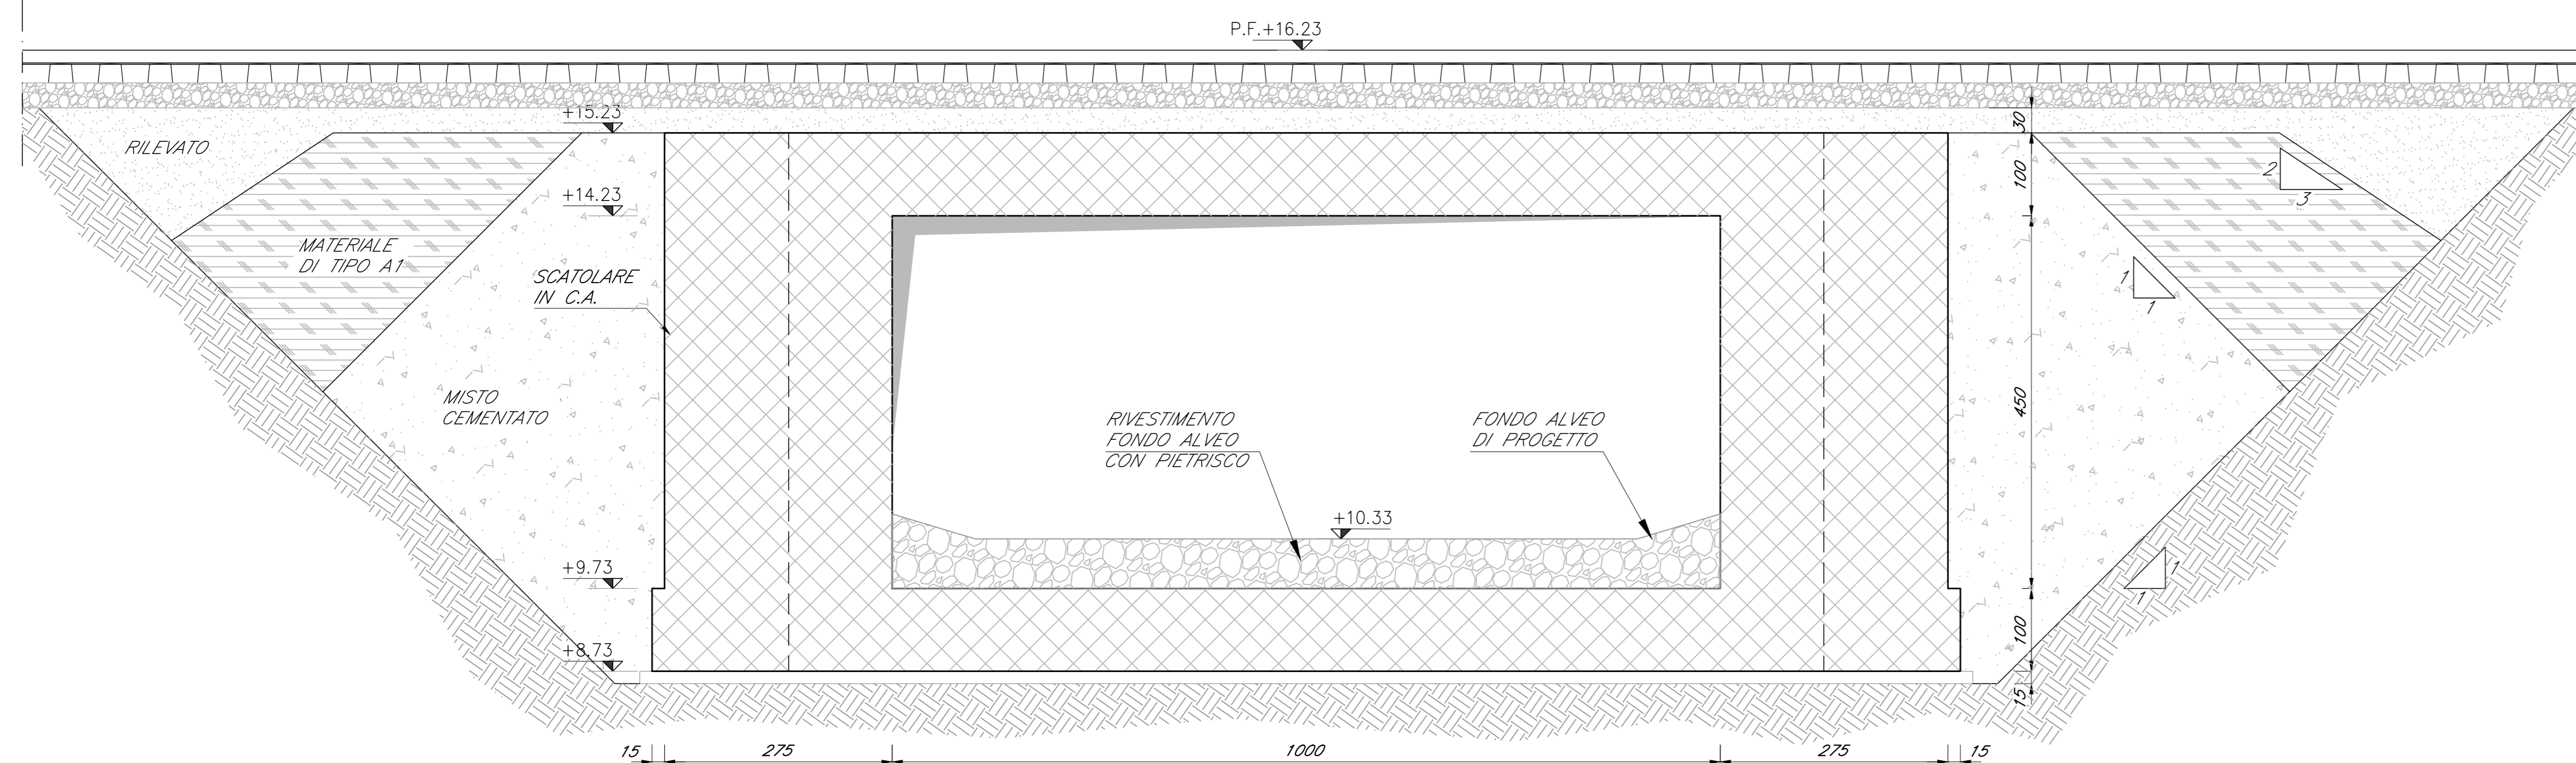 P.F.+16.23
+15.23
30
RILEVATO
100
2
3
+14.23
MATERIALE
DI TIPO A1
SCATOLARE
IN C.A.
1
1
MISTO
CEMENTATO
450
RIVESTIMENTO
FONDO ALVEO
CON PIETRISCO
FONDO ALVEO
DI PROGETTO
+10.33
+9.73
1
1
100
+8.73
15
15
275
1000
275
15